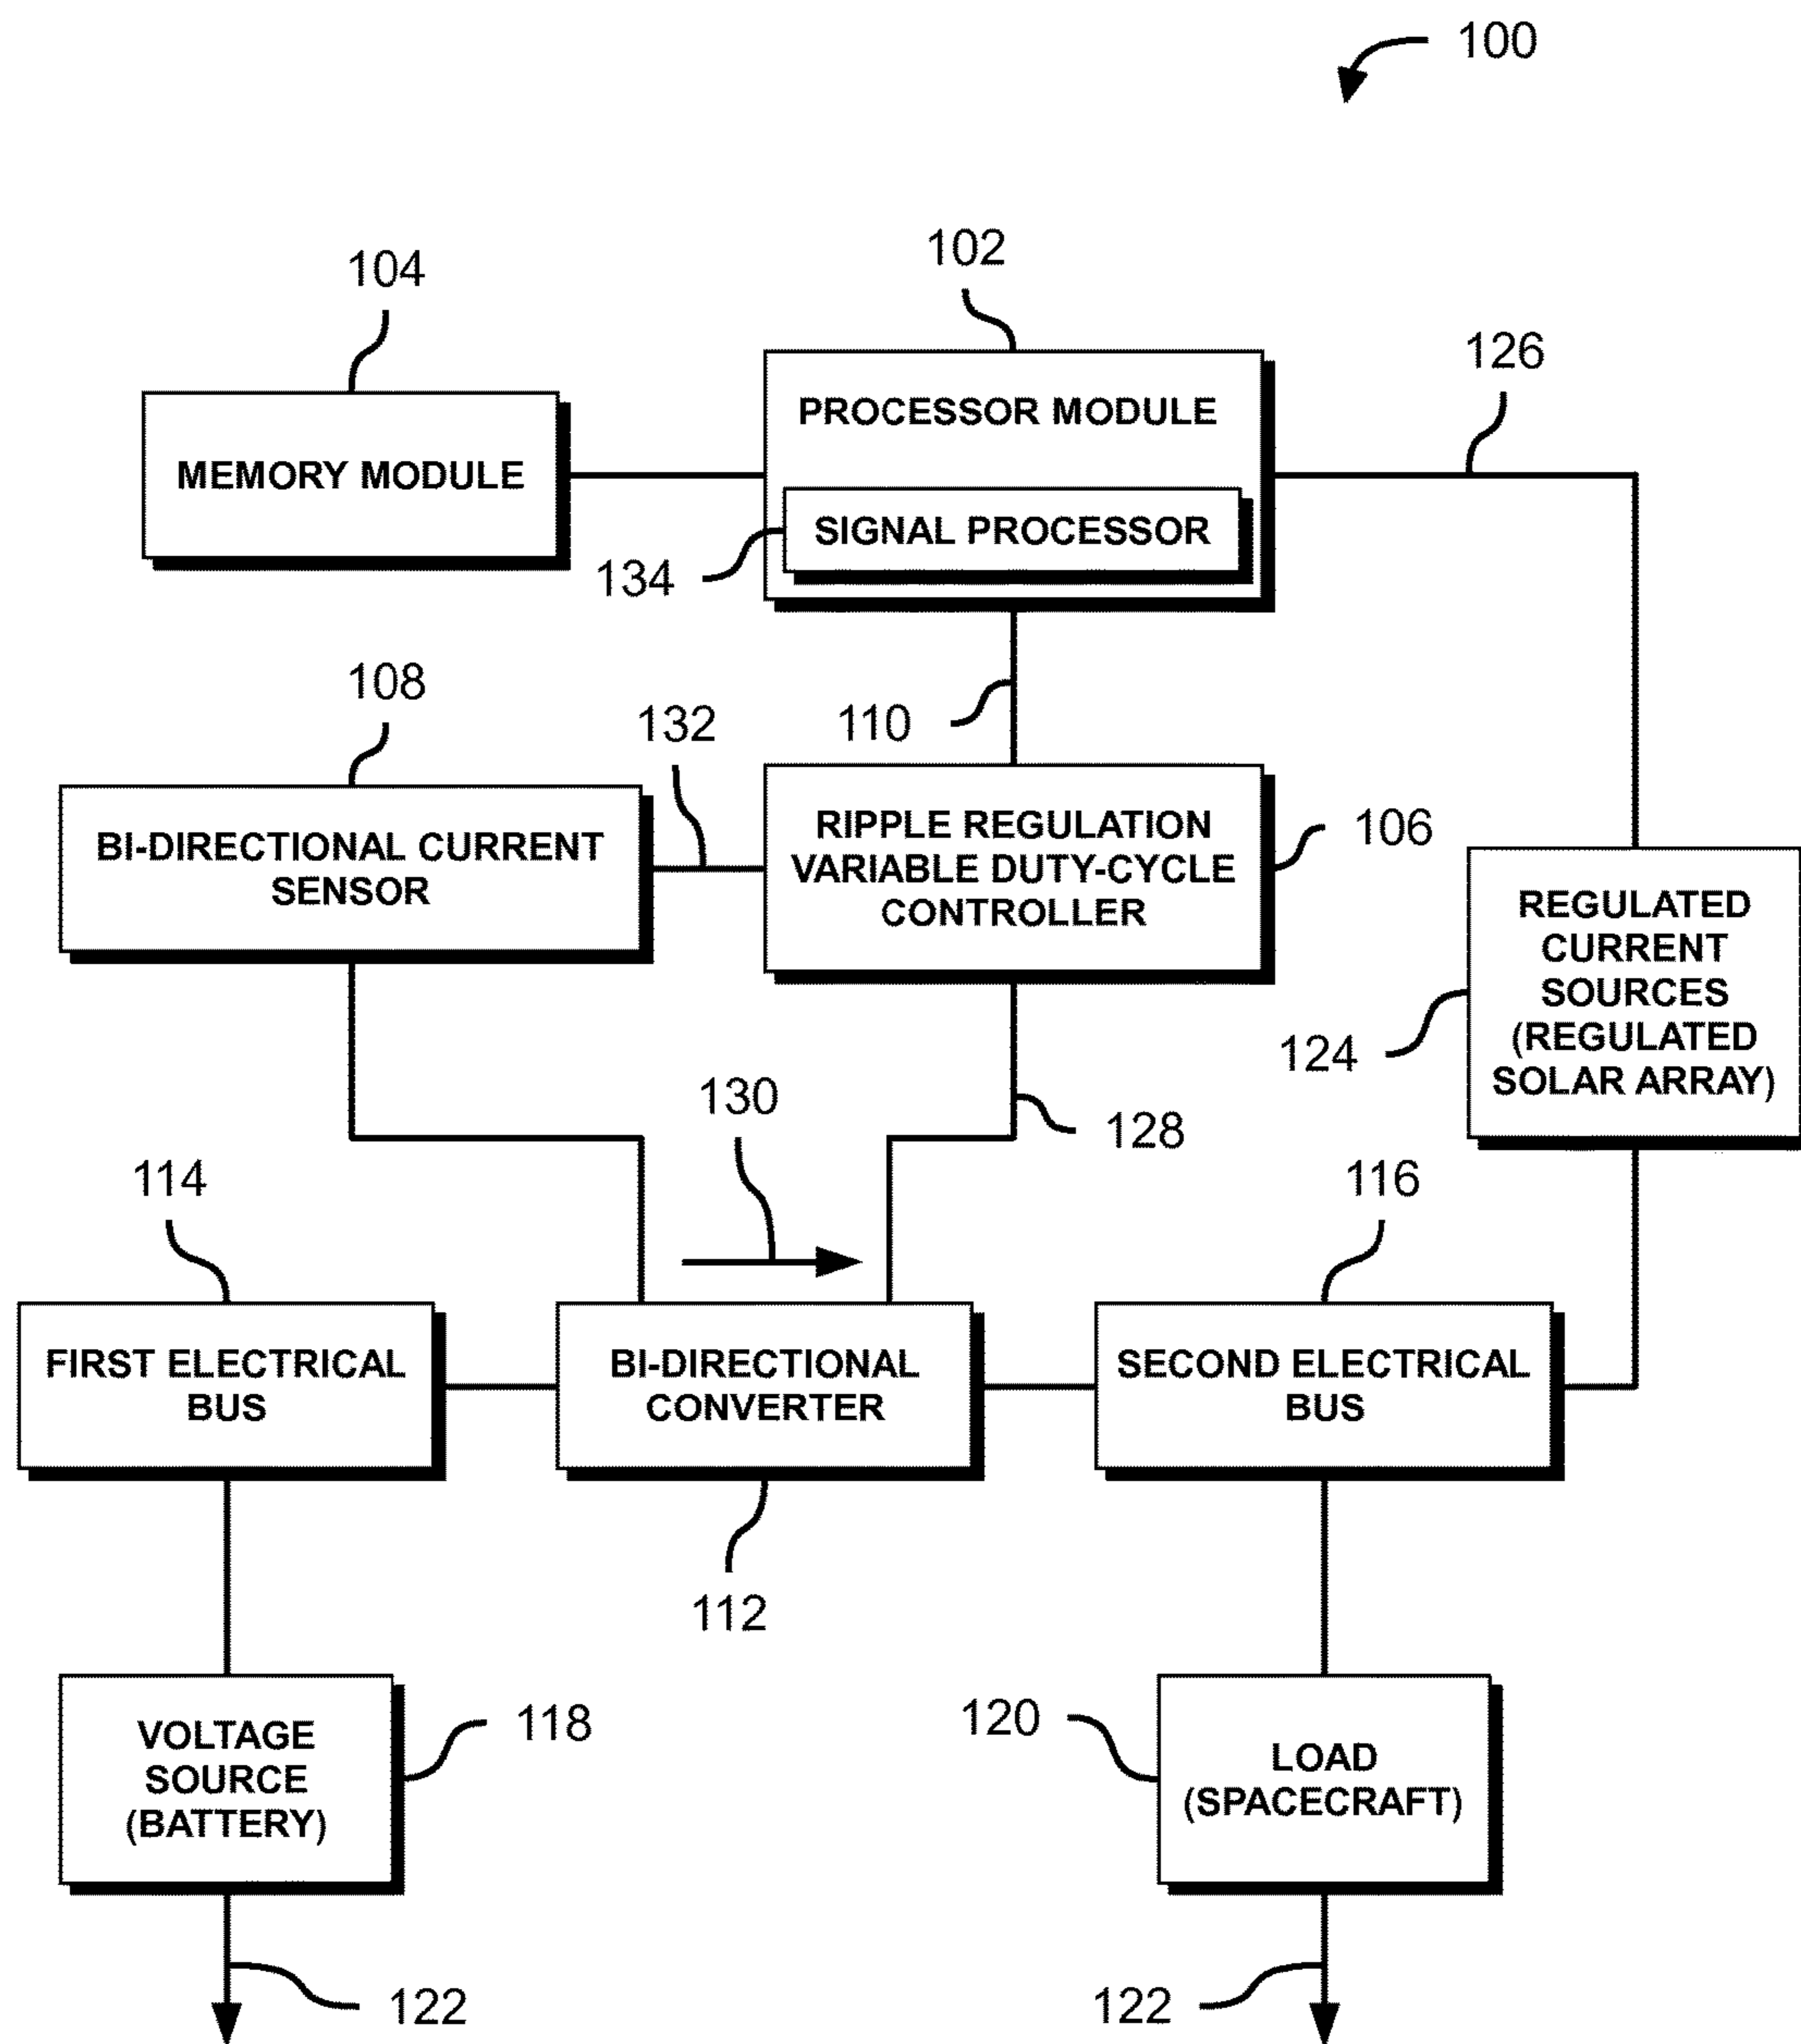 100
102
104
126
PROCESSOR MODULE
MEMORY MODULE
SIGNAL PROCESSOR
134
108
132
110
106
BI-DIRECTIONAL CURRENT
SENSOR
RIPPLE REGULATION
VARIABLE DUTY-CYCLE
CONTROLLER
REGULATED
CURRENT
SOURCES
(REGULATED
SOLAR ARRAY)
124
130
128
114
116
FIRST ELECTRICAL
BUS
BI-DIRECTIONAL
CONVERTER
SECOND ELECTRICAL
BUS
112
VOLTAGE
SOURCE
(BATTERY)
118
120
LOAD
(SPACECRAFT)
122
122